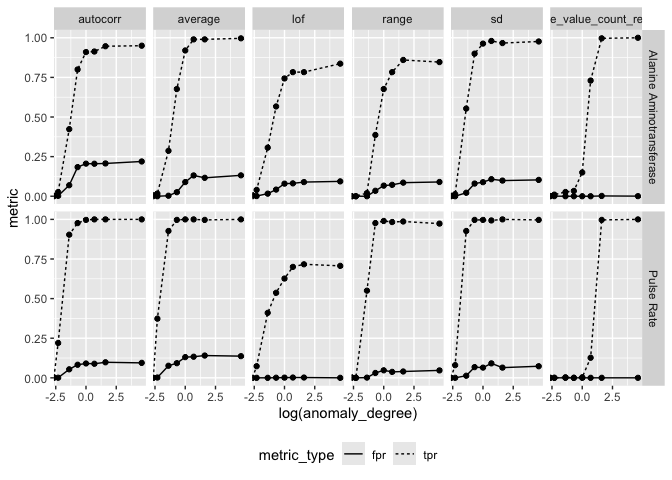 autocorr average lof range sd e_value_count_re
1.00
0.75
0.50
0.25
0.00
Alanine Aminotransferase
1.00
0.75
0.50
0.25
0.00
Pulse Rate
metric
-2.5 0.0 2.5 -2.5 0.0 2.5 -2.5 0.0 2.5 -2.5 0.0 2.5 -2.5 0.0 2.5 -2.5 0.0 2.5
log(anomaly_degree)
metric_type fpr tpr